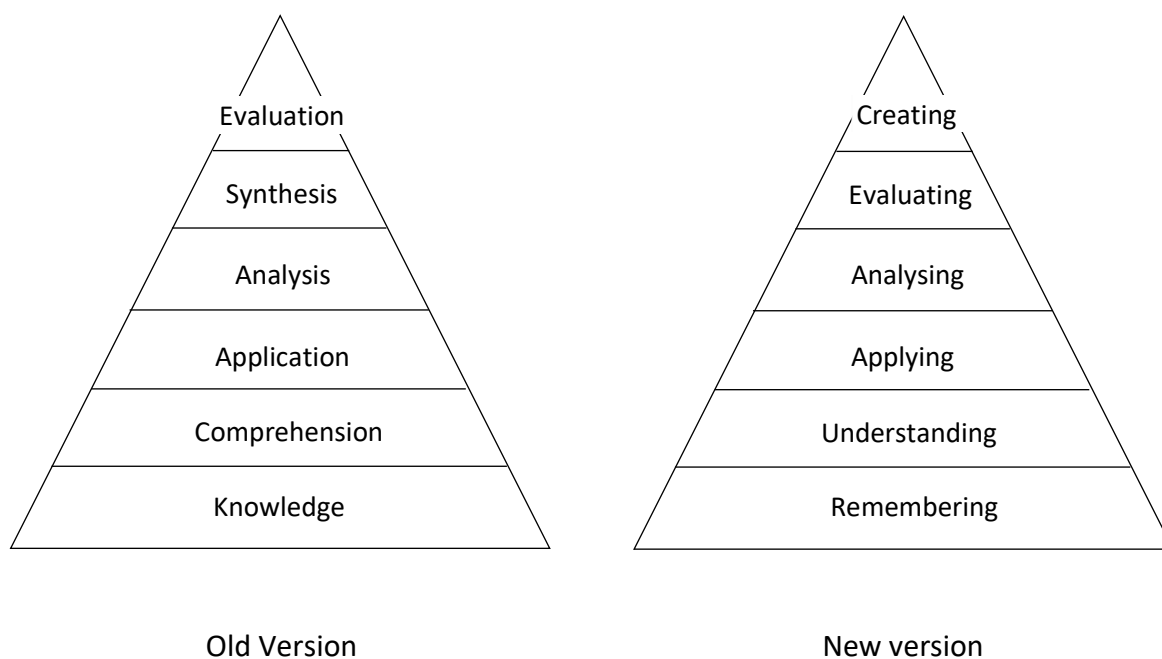 Evaluation
Synthesis
Analysis
Application
Comprehension
Knowledge
Old Version
Creating
Evaluating
Analysing
Applying
Understanding
Remembering
New version